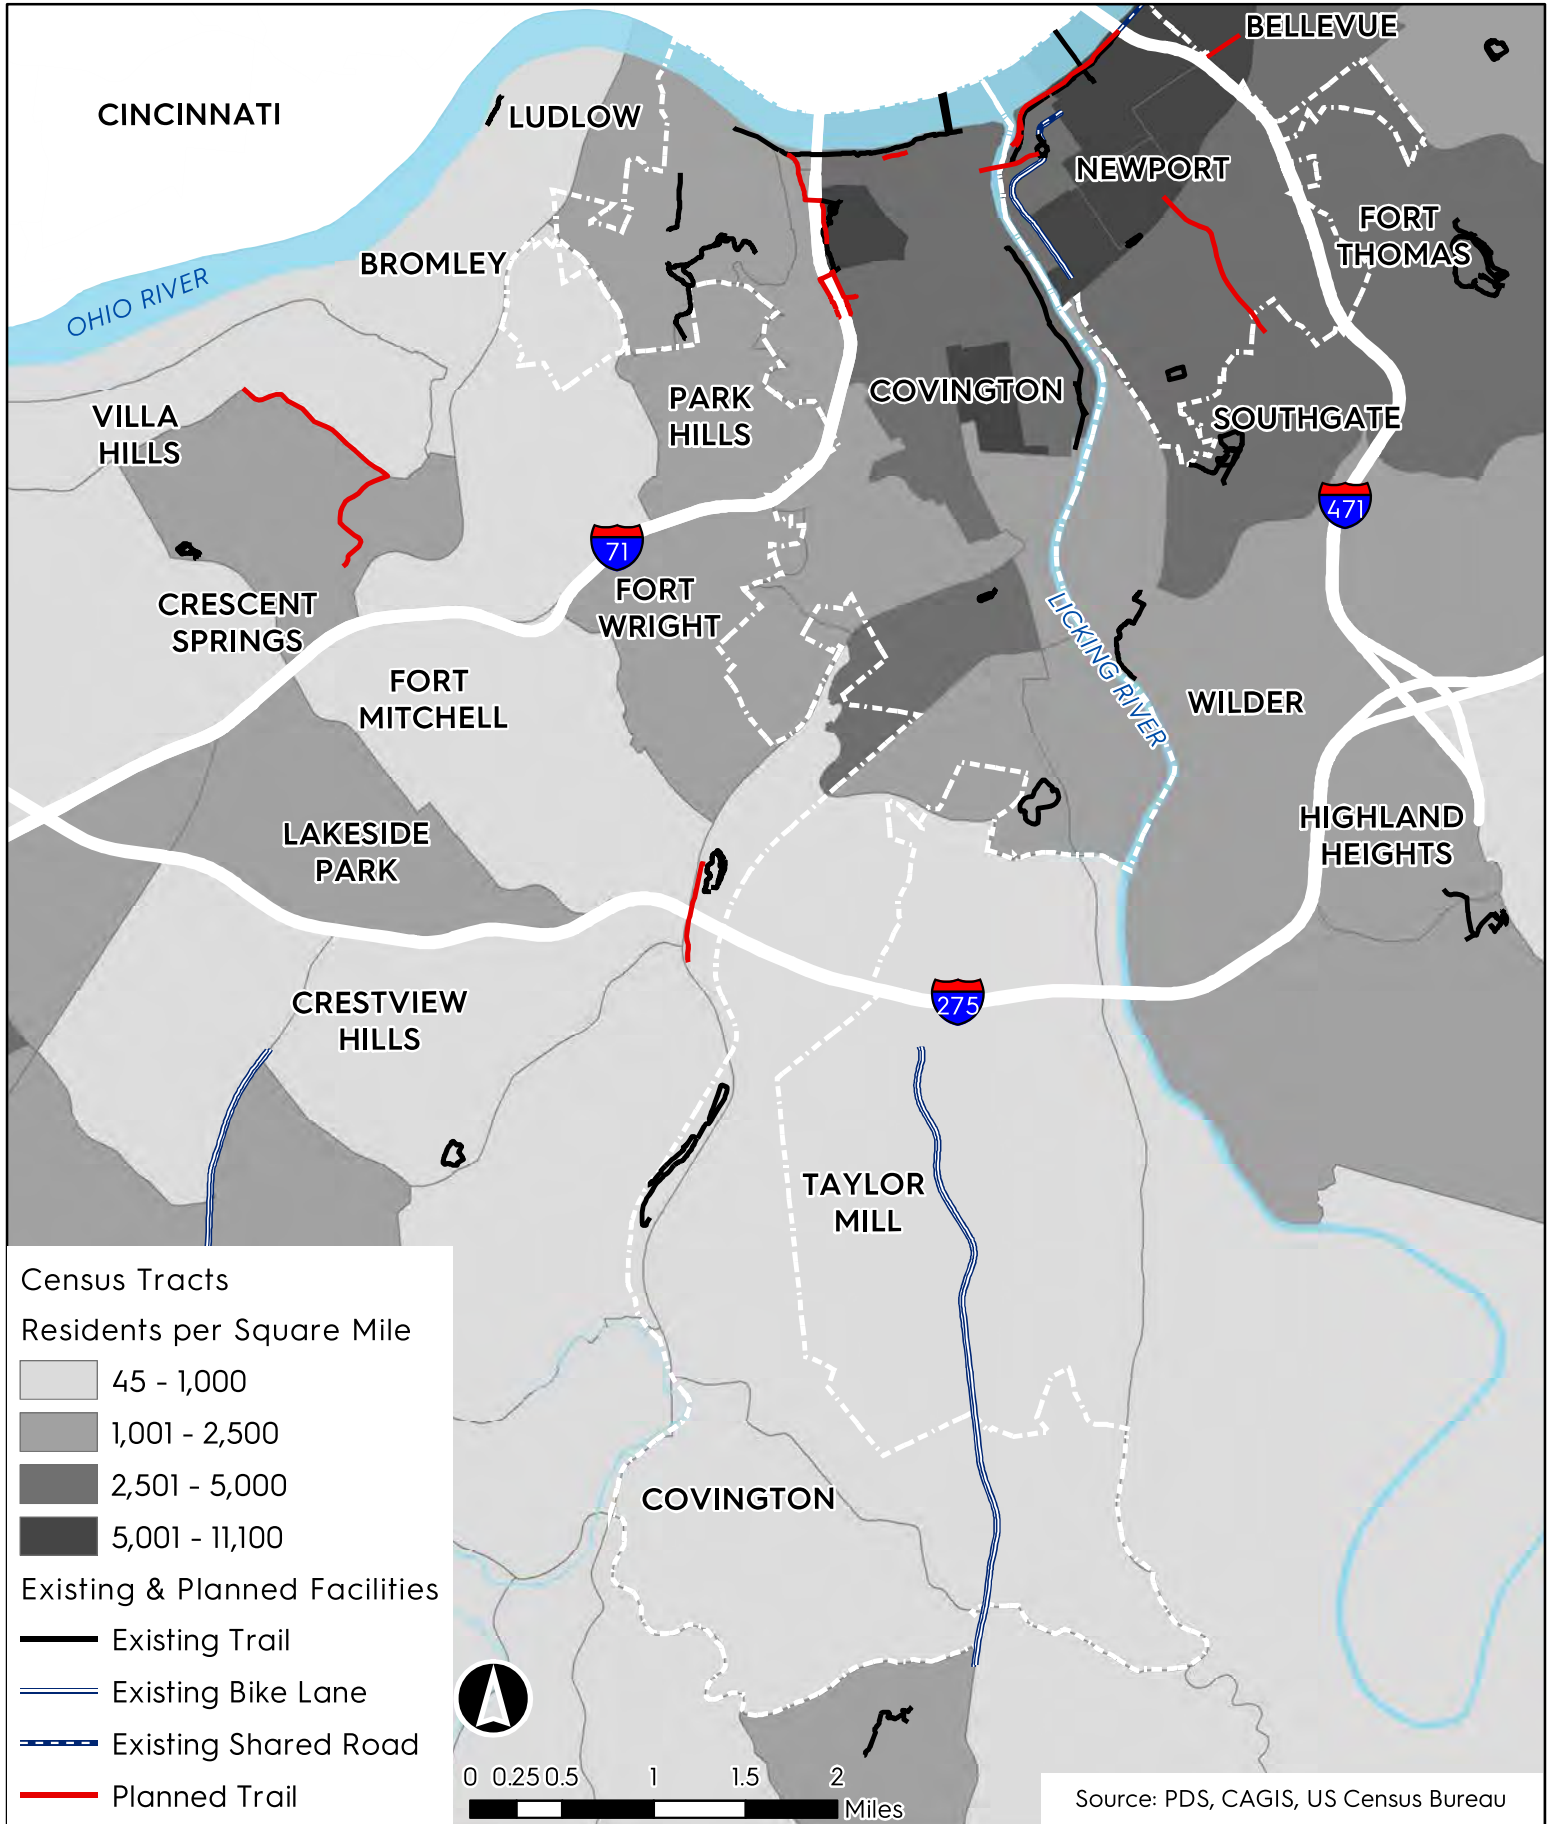 BELLEVUE
CINCINNATI
LUDLOW
NEWPORT
FORT
THOMAS
BROMLEY
OHIO RIVER
PARK
HILLS
COVINGTON
VILLA
HILLS
SOUTHGATE
471
71
CRESCENT
SPRINGS
FORT
WRIGHT
LICKING RIVER
FORT
MITCHELL
WILDER
LAKESIDE
PARK
HIGHLAND
HEIGHTS
CRESTVIEW
HILLS
275
TAYLOR
MILL
COVINGTON
Census Tracts
Residents per Square Mile
45 - 1,000
1,001 - 2,500
2,501 - 5,000
5,001 - 11,100
Existing & Planned Facilities
Existing Trail
Existing Bike Lane
Existing Shared Road
Planned Trail
0 0.25 0.5 1 1.5 2
Miles
Source: PDS, CAGIS, US Census Bureau